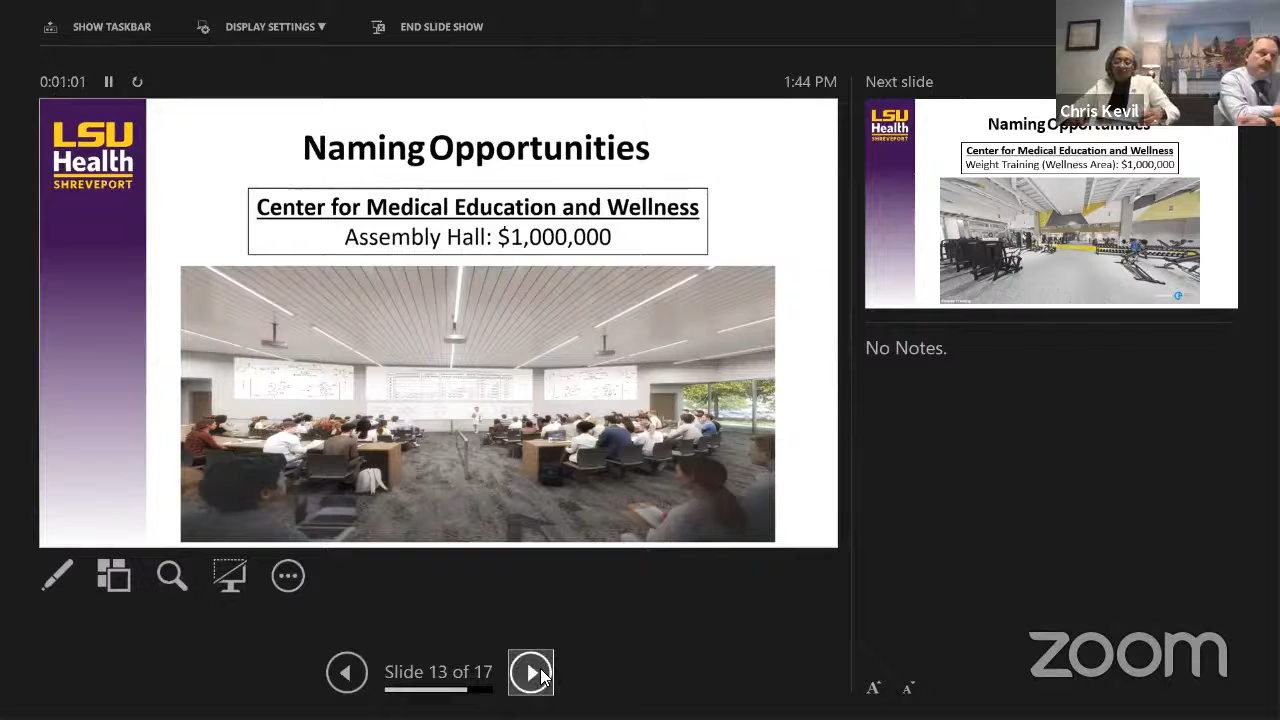 SHOW TASKBAR
DISPLAY SETTINGS ▼
END SLIDE SHOW
0:01:01
1:44 PM
Next slide
Chris Kevil
LSU
Health
SHREVEPORT
Naming Opportunities
Center for Medical Education and Wellness
Assembly Hall: $1,000,000
LSU
Health
SHREVEPORT
Naming Opportunities
Center for Medical Education and Wellness
Weight Training (Wellness Area): $1,000,000
No Notes.
Slide 13 of 17
A A
zoom